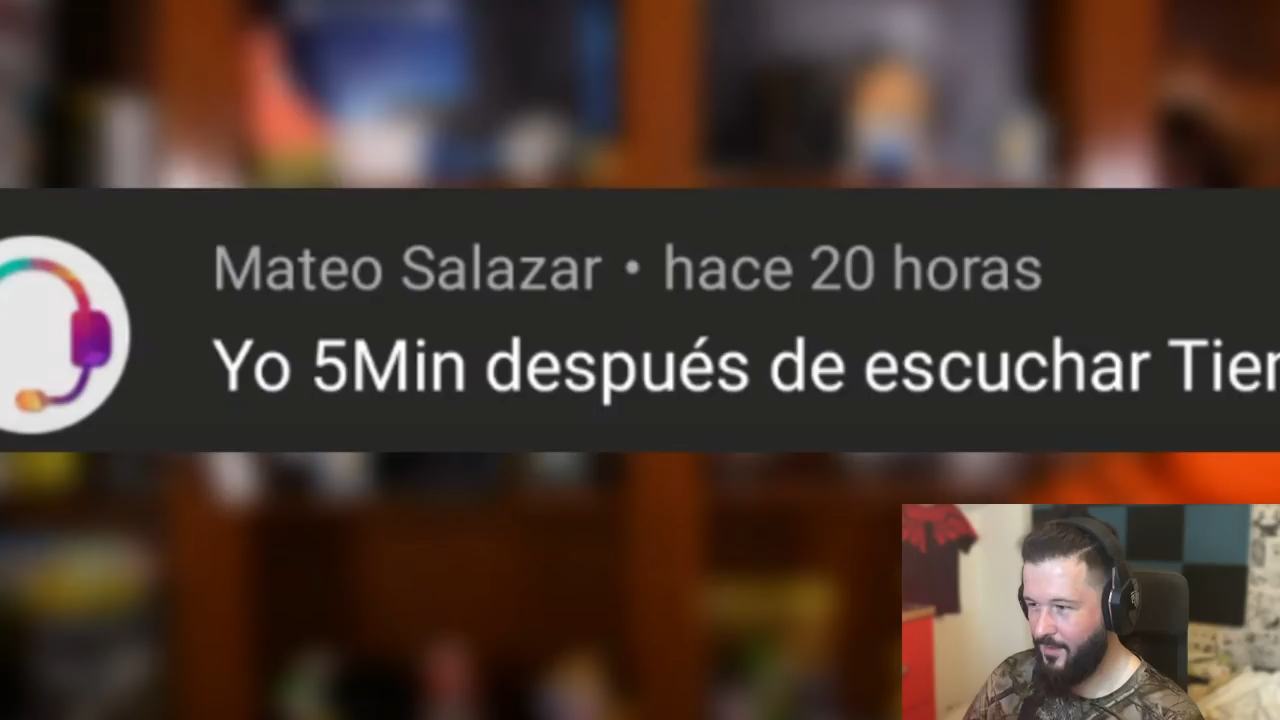 Mateo Salazar • hace 20 horas
Yo 5Min después de escuchar